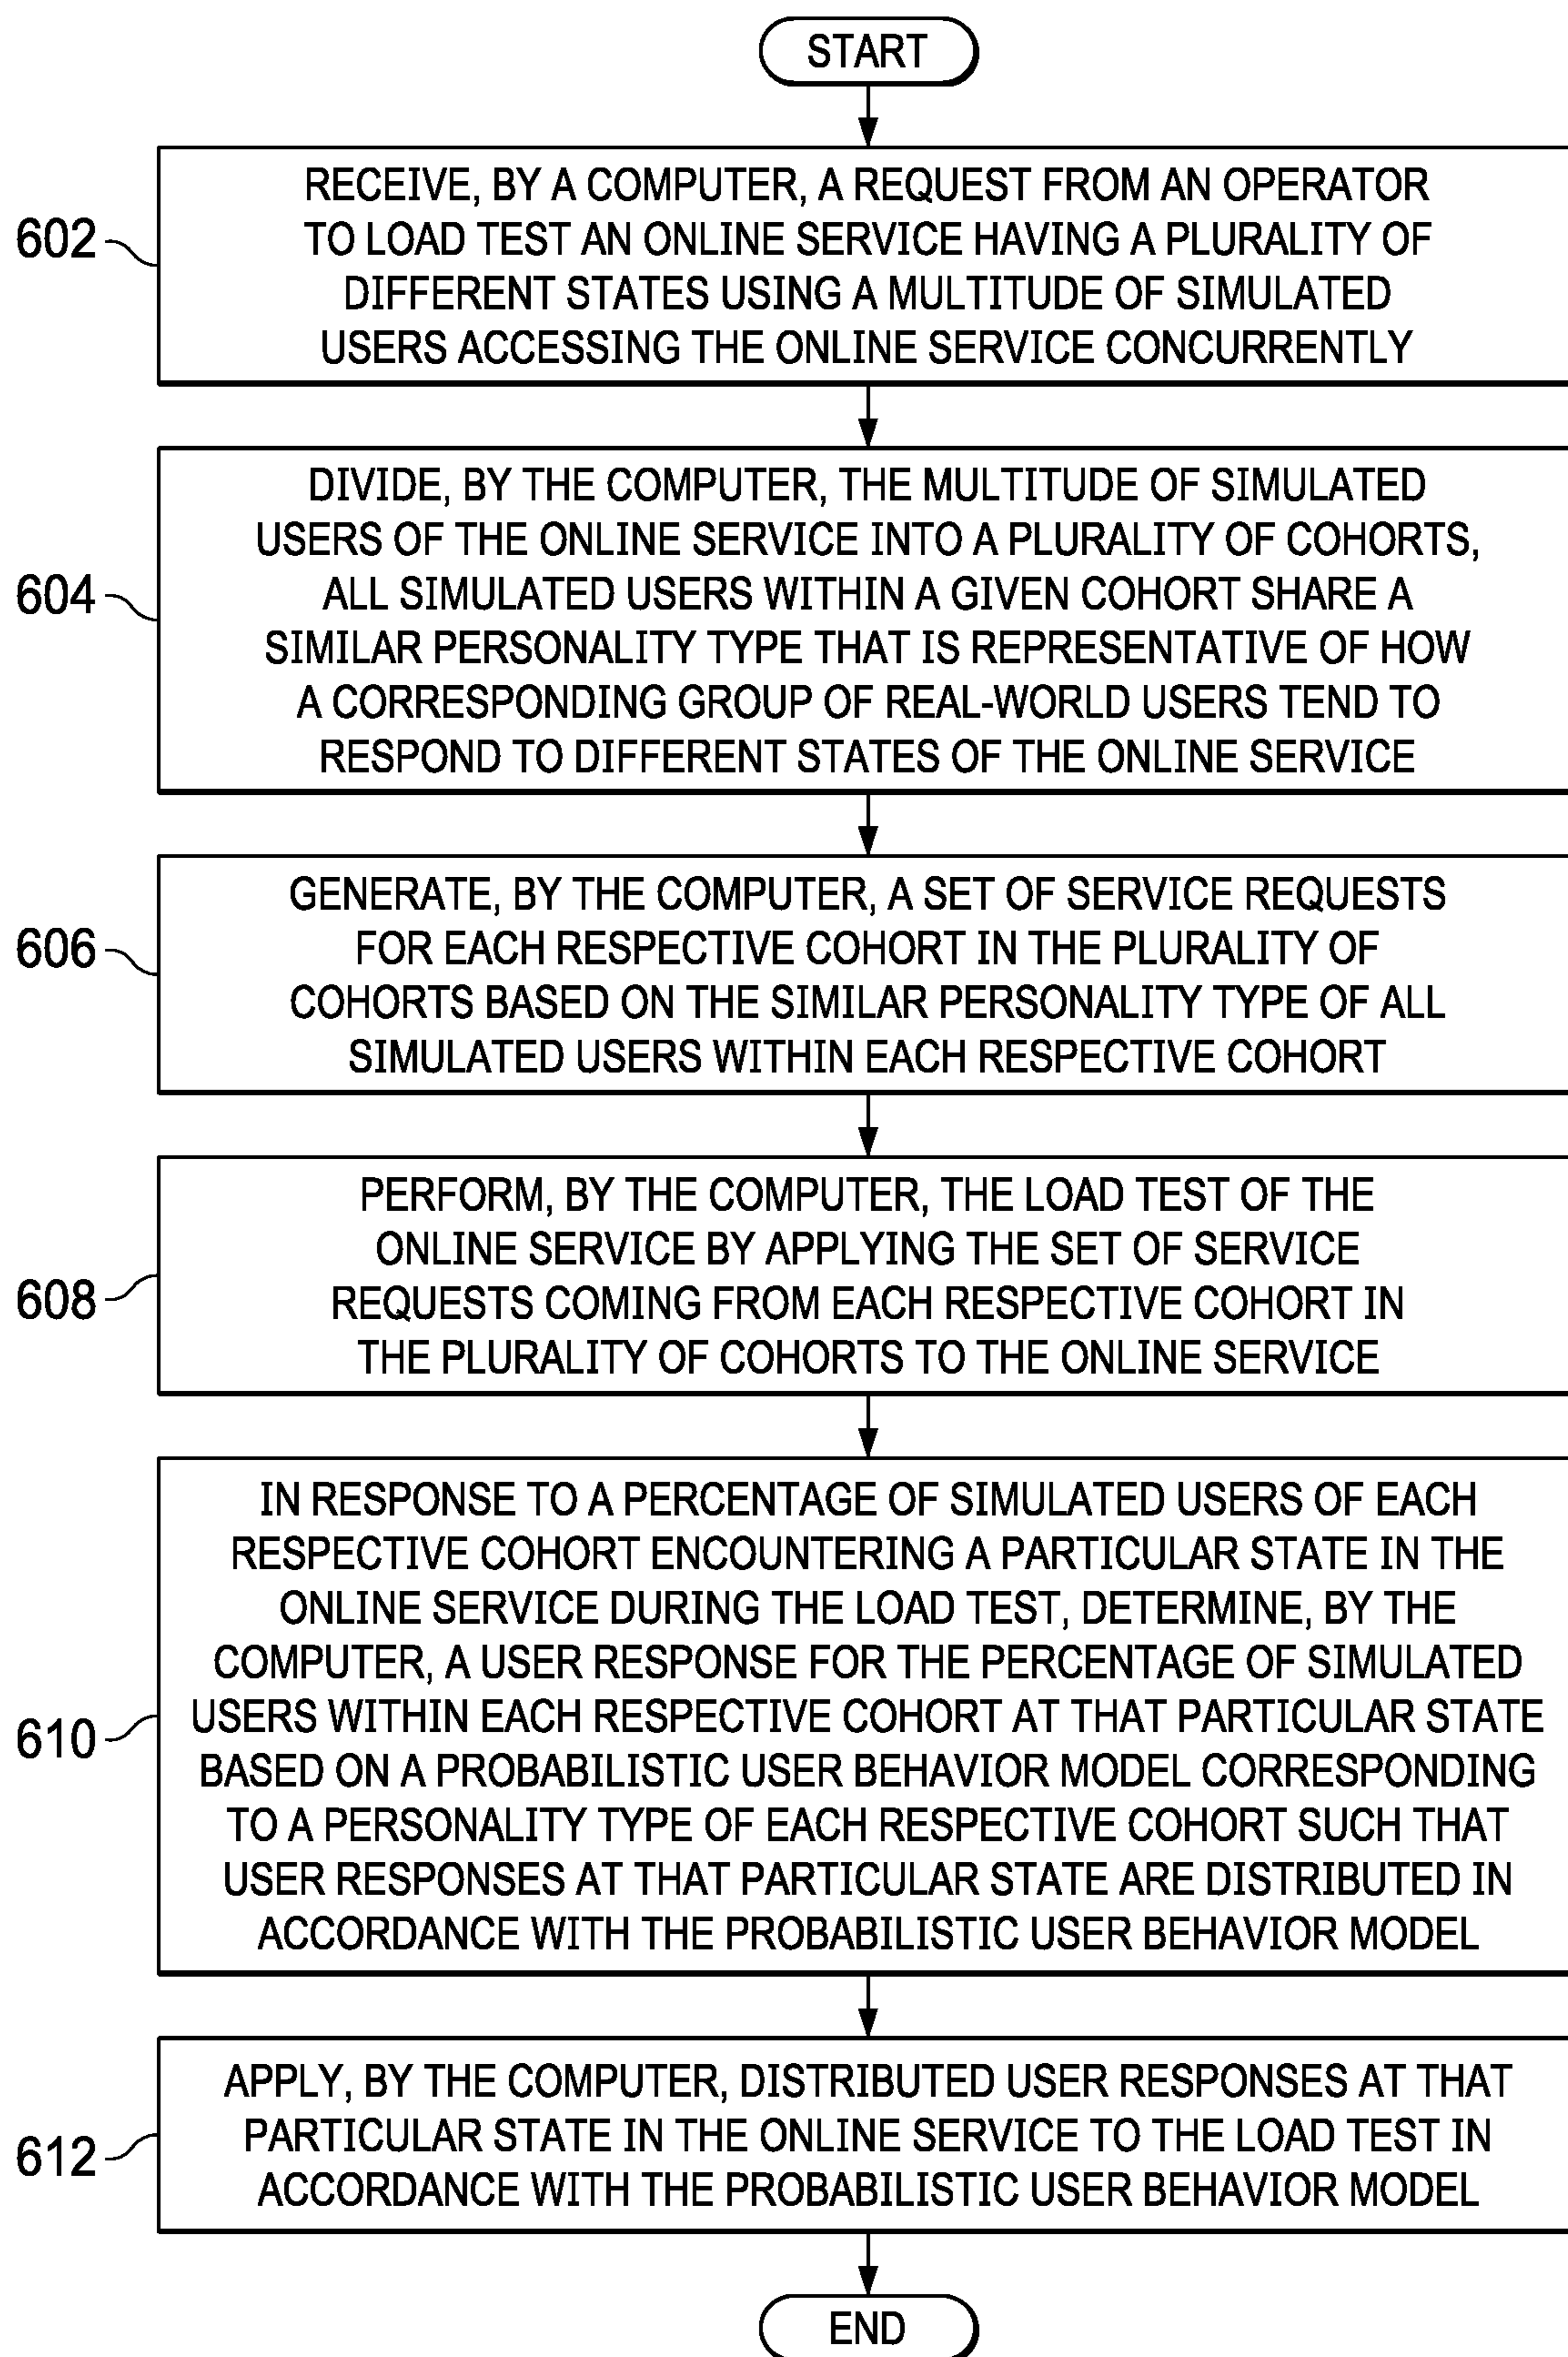 START
RECEIVE, BY A COMPUTER, A REQUEST FROM AN OPERATOR
TO LOAD TEST AN ONLINE SERVICE HAVING A PLURALITY OF
DIFFERENT STATES USING A MULTITUDE OF SIMULATED
USERS ACCESSING THE ONLINE SERVICE CONCURRENTLY
602
DIVIDE, BY THE COMPUTER, THE MULTITUDE OF SIMULATED
USERS OF THE ONLINE SERVICE INTO A PLURALITY OF COHORTS,
ALL SIMULATED USERS WITHIN A GIVEN COHORT SHARE A
SIMILAR PERSONALITY TYPE THAT IS REPRESENTATIVE OF HOW
A CORRESPONDING GROUP OF REAL-WORLD USERS TEND TO
RESPOND TO DIFFERENT STATES OF THE ONLINE SERVICE
604
GENERATE, BY THE COMPUTER, A SET OF SERVICE REQUESTS
FOR EACH RESPECTIVE COHORT IN THE PLURALITY OF
COHORTS BASED ON THE SIMILAR PERSONALITY TYPE OF ALL
SIMULATED USERS WITHIN EACH RESPECTIVE COHORT
606
PERFORM, BY THE COMPUTER, THE LOAD TEST OF THE
ONLINE SERVICE BY APPLYING THE SET OF SERVICE
REQUESTS COMING FROM EACH RESPECTIVE COHORT IN
THE PLURALITY OF COHORTS TO THE ONLINE SERVICE
608
IN RESPONSE TO A PERCENTAGE OF SIMULATED USERS OF EACH
RESPECTIVE COHORT ENCOUNTERING A PARTICULAR STATE IN THE
ONLINE SERVICE DURING THE LOAD TEST, DETERMINE, BY THE
COMPUTER, A USER RESPONSE FOR THE PERCENTAGE OF SIMULATED
USERS WITHIN EACH RESPECTIVE COHORT AT THAT PARTICULAR STATE
BASED ON A PROBABILISTIC USER BEHAVIOR MODEL CORRESPONDING
TO A PERSONALITY TYPE OF EACH RESPECTIVE COHORT SUCH THAT
USER RESPONSES AT THAT PARTICULAR STATE ARE DISTRIBUTED IN
ACCORDANCE WITH THE PROBABILISTIC USER BEHAVIOR MODEL
610
APPLY, BY THE COMPUTER, DISTRIBUTED USER RESPONSES AT THAT
PARTICULAR STATE IN THE ONLINE SERVICE TO THE LOAD TEST IN
ACCORDANCE WITH THE PROBABILISTIC USER BEHAVIOR MODEL
612
END